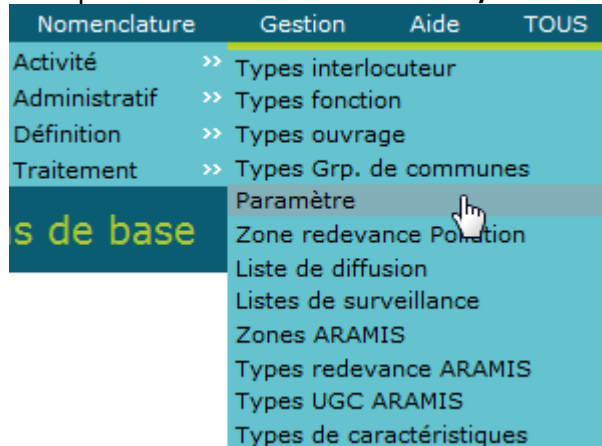 Nomenclature Gestion Aide TOUS
Activité >>
Administratif >>
Définition >>
Traitement >>
Types interlocuteur
Types fonction
Types ouvrage
Types Grp. de communes
Paramètre
Zone redevance Pollution
Liste de diffusion
Listes de surveillance
Zones ARAMIS
Types redevance ARAMIS
Types UGC ARAMIS
Types de caractéristiques
s de base